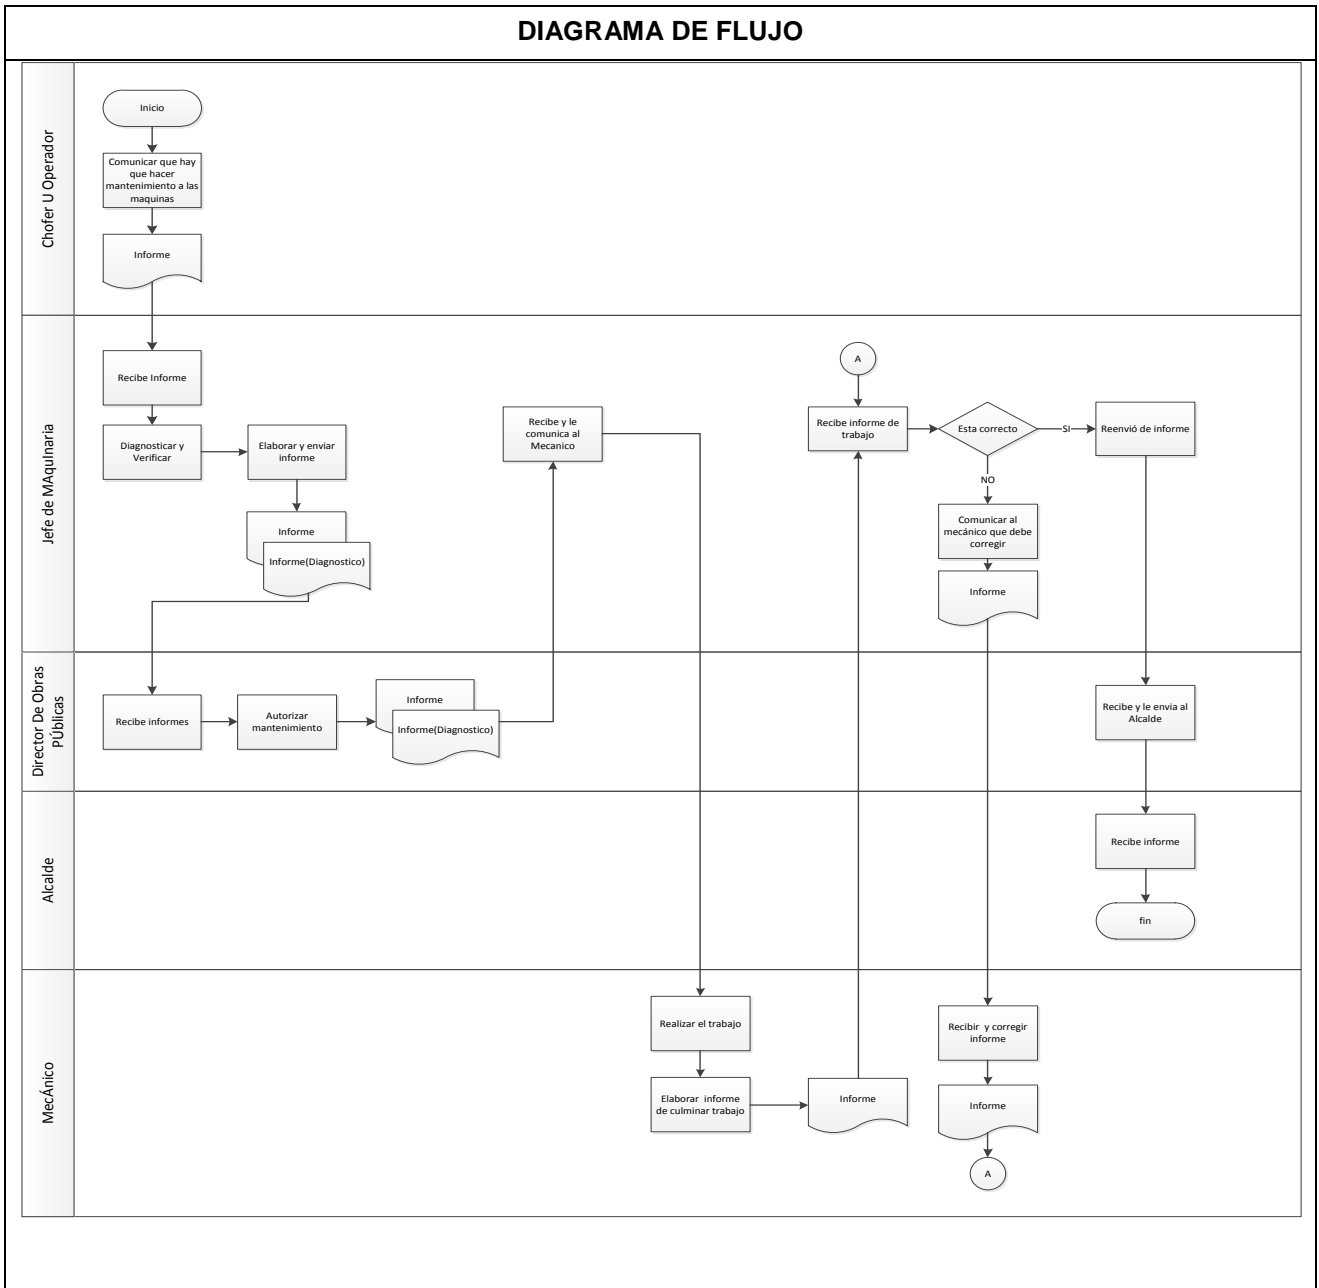 DIAGRAMA DE FLUJO
Chofer U Operador
Inicio
Comunicar que hay
que hacer
mantenimiento a las
maquinas
Informe
Jefe de MAquInaria
Recibe Informe
Diagnosticar y
Verificar
Elaborar y enviar
informe
Informe
Informe(Diagnostico)
Recibe y le
comunica al
Mecanico
A
Recibe informe de
trabajo
Esta correcto
SI
Reenvió de informe
NO
Comunicar al
mecánico que debe
corregir
Informe
Director De Obras
PÚblicas
Recibe informes
Autorizar
mantenimiento
Informe
Informe(Diagnostico)
Recibe y le envia al
Alcalde
Alcalde
Recibe informe
fin
MecÁnico
Realizar el trabajo
Elaborar informe
de culminar trabajo
Informe
Recibir y corregir
informe
Informe
A